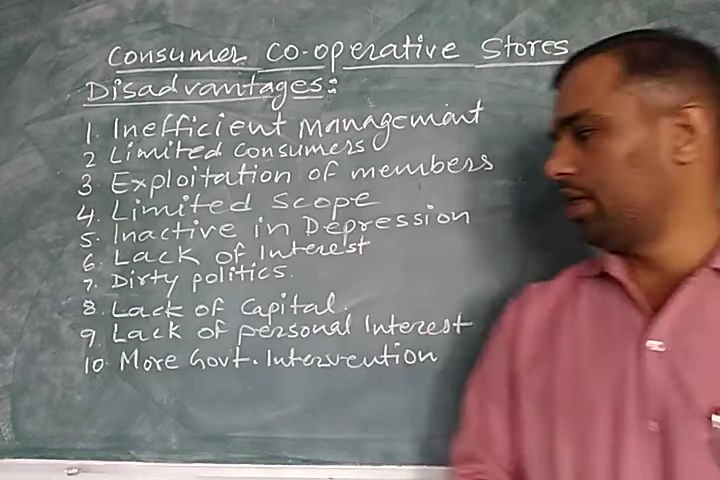 Consumer Co-operative Stores
Disadvantages:
1. Inefficient Management
2 Limited Consumers
3. Exploitation of members
4. Limited Scope
5. Inactive in Depression
6. Lack of Interest
7. Dirty politics.
8. Lack of Capital.
9. Lack of personal Interest
10. More Govt. Intervention